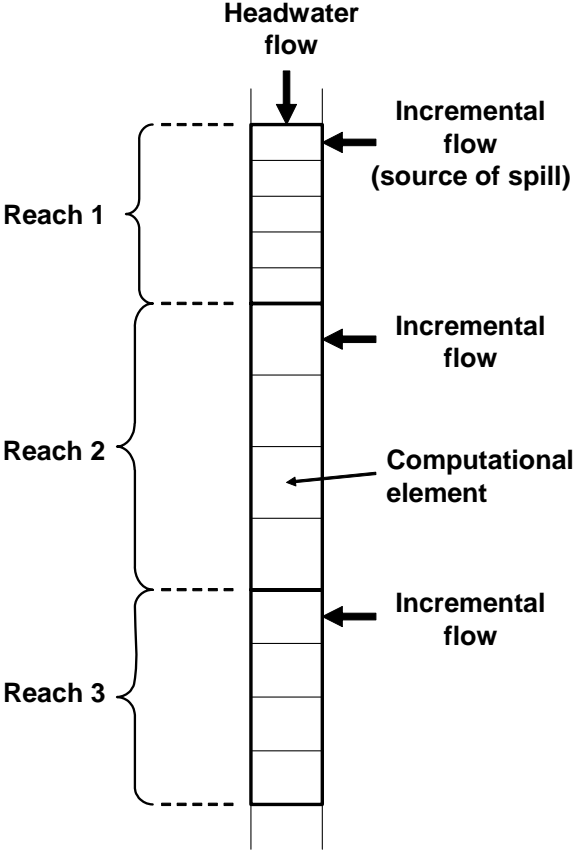 Headwater
flow
Incremental
flow
(source of spill)
Reach 1
Incremental
flow
Reach 2
Computational
element
Incremental
flow
Reach 3